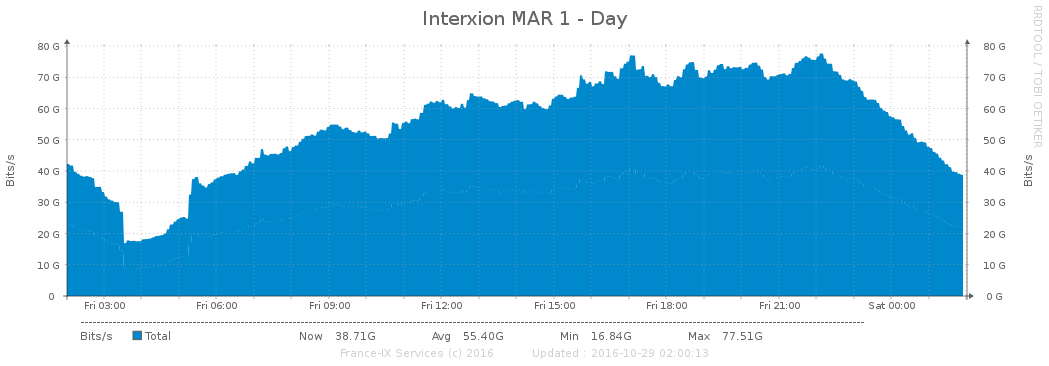 Interxion MAR 1 - Day
RRDTOOL / TOBI OETIKER
Bits/s
80 G
70 G
60 G
50 G
40 G
30 G
20 G
10 G
0
80 G
70 G
60 G
50 G
40 G
30 G
20 G
10 G
0 G
Bits/s
Fri 03:00 Fri 06:00 Fri 09:00 Fri 12:00 Fri 15:00 Fri 18:00 Fri 21:00 Sat 00:00
Bits/s Total Now 38.71G Avg 55.40G Min 16.84G Max 77.51G
France-IX Services (c) 2016 Updated : 2016-10-29 02:00:13